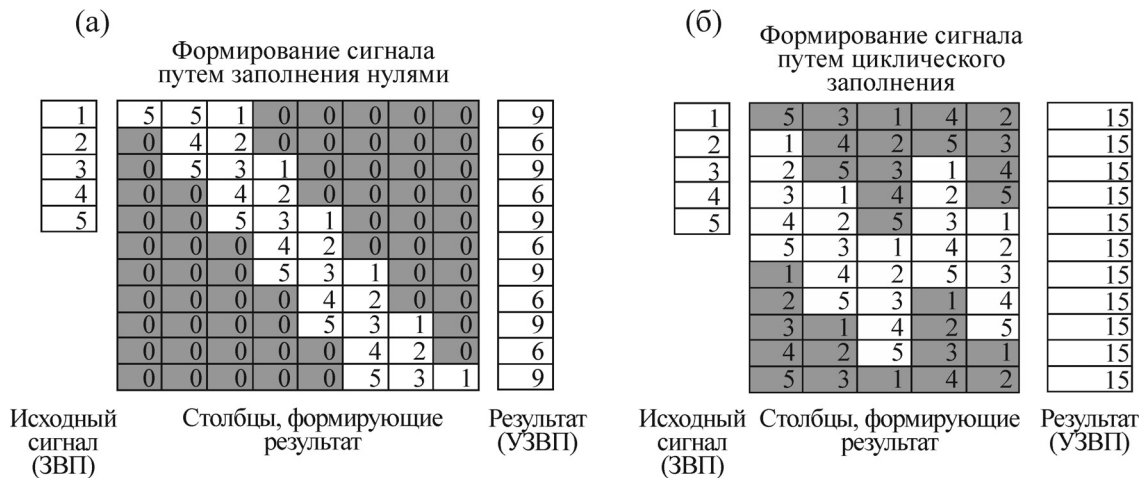 (а)
Формирование сигнала
путем заполнения нулями
1 5 5 1 0 0 0 0 0 9
2 0 4 2 0 0 0 0 0 6
3 0 5 3 1 0 0 0 0 9
4 0 0 4 2 0 0 0 0 6
5 0 0 5 3 1 0 0 0 9
0 0 0 4 2 0 0 0 6
0 0 0 5 3 1 0 0 9
0 0 0 0 4 2 0 0 6
0 0 0 0 5 3 1 0 9
0 0 0 0 0 4 2 0 6
0 0 0 0 0 5 3 1 9
Исходный
сигнал
(ЗВП)
Столбцы, формирующие
результат
Результат
(УЗВП)
(б)
Формирование сигнала
путем циклического
заполнения
1 5 3 1 4 2 15
2 1 4 2 5 3 15
3 2 5 3 1 4 15
4 3 1 4 2 5 15
5 4 2 5 3 1 15
5 3 1 4 2 15
1 4 2 5 3 15
2 5 3 1 4 15
3 1 4 2 5 15
4 2 5 3 1 15
5 3 1 4 2 15
Исходный
сигнал
(ЗВП)
Столбцы, формирующие
результат
Результат
(УЗВП)